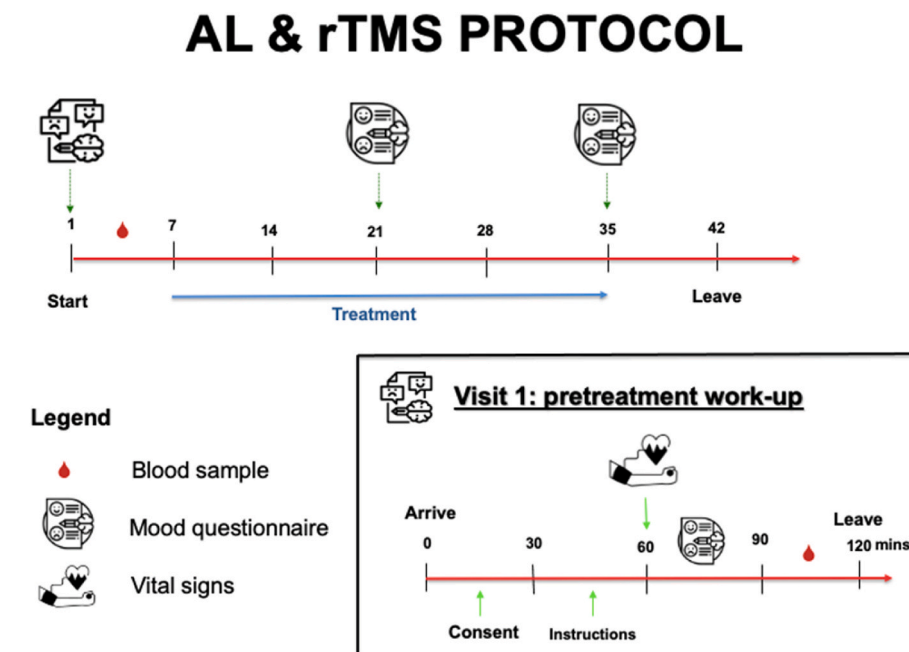 AL & rTMS PROTOCOL
1 7 14 21 28 35 42
Start
Leave
Treatment
Legend
Blood sample
Mood questionnaire
Vital signs
Visit 1: pretreatment work-up
Arrive
Leave
0 30 60 90 120 mins
Consent
Instructions